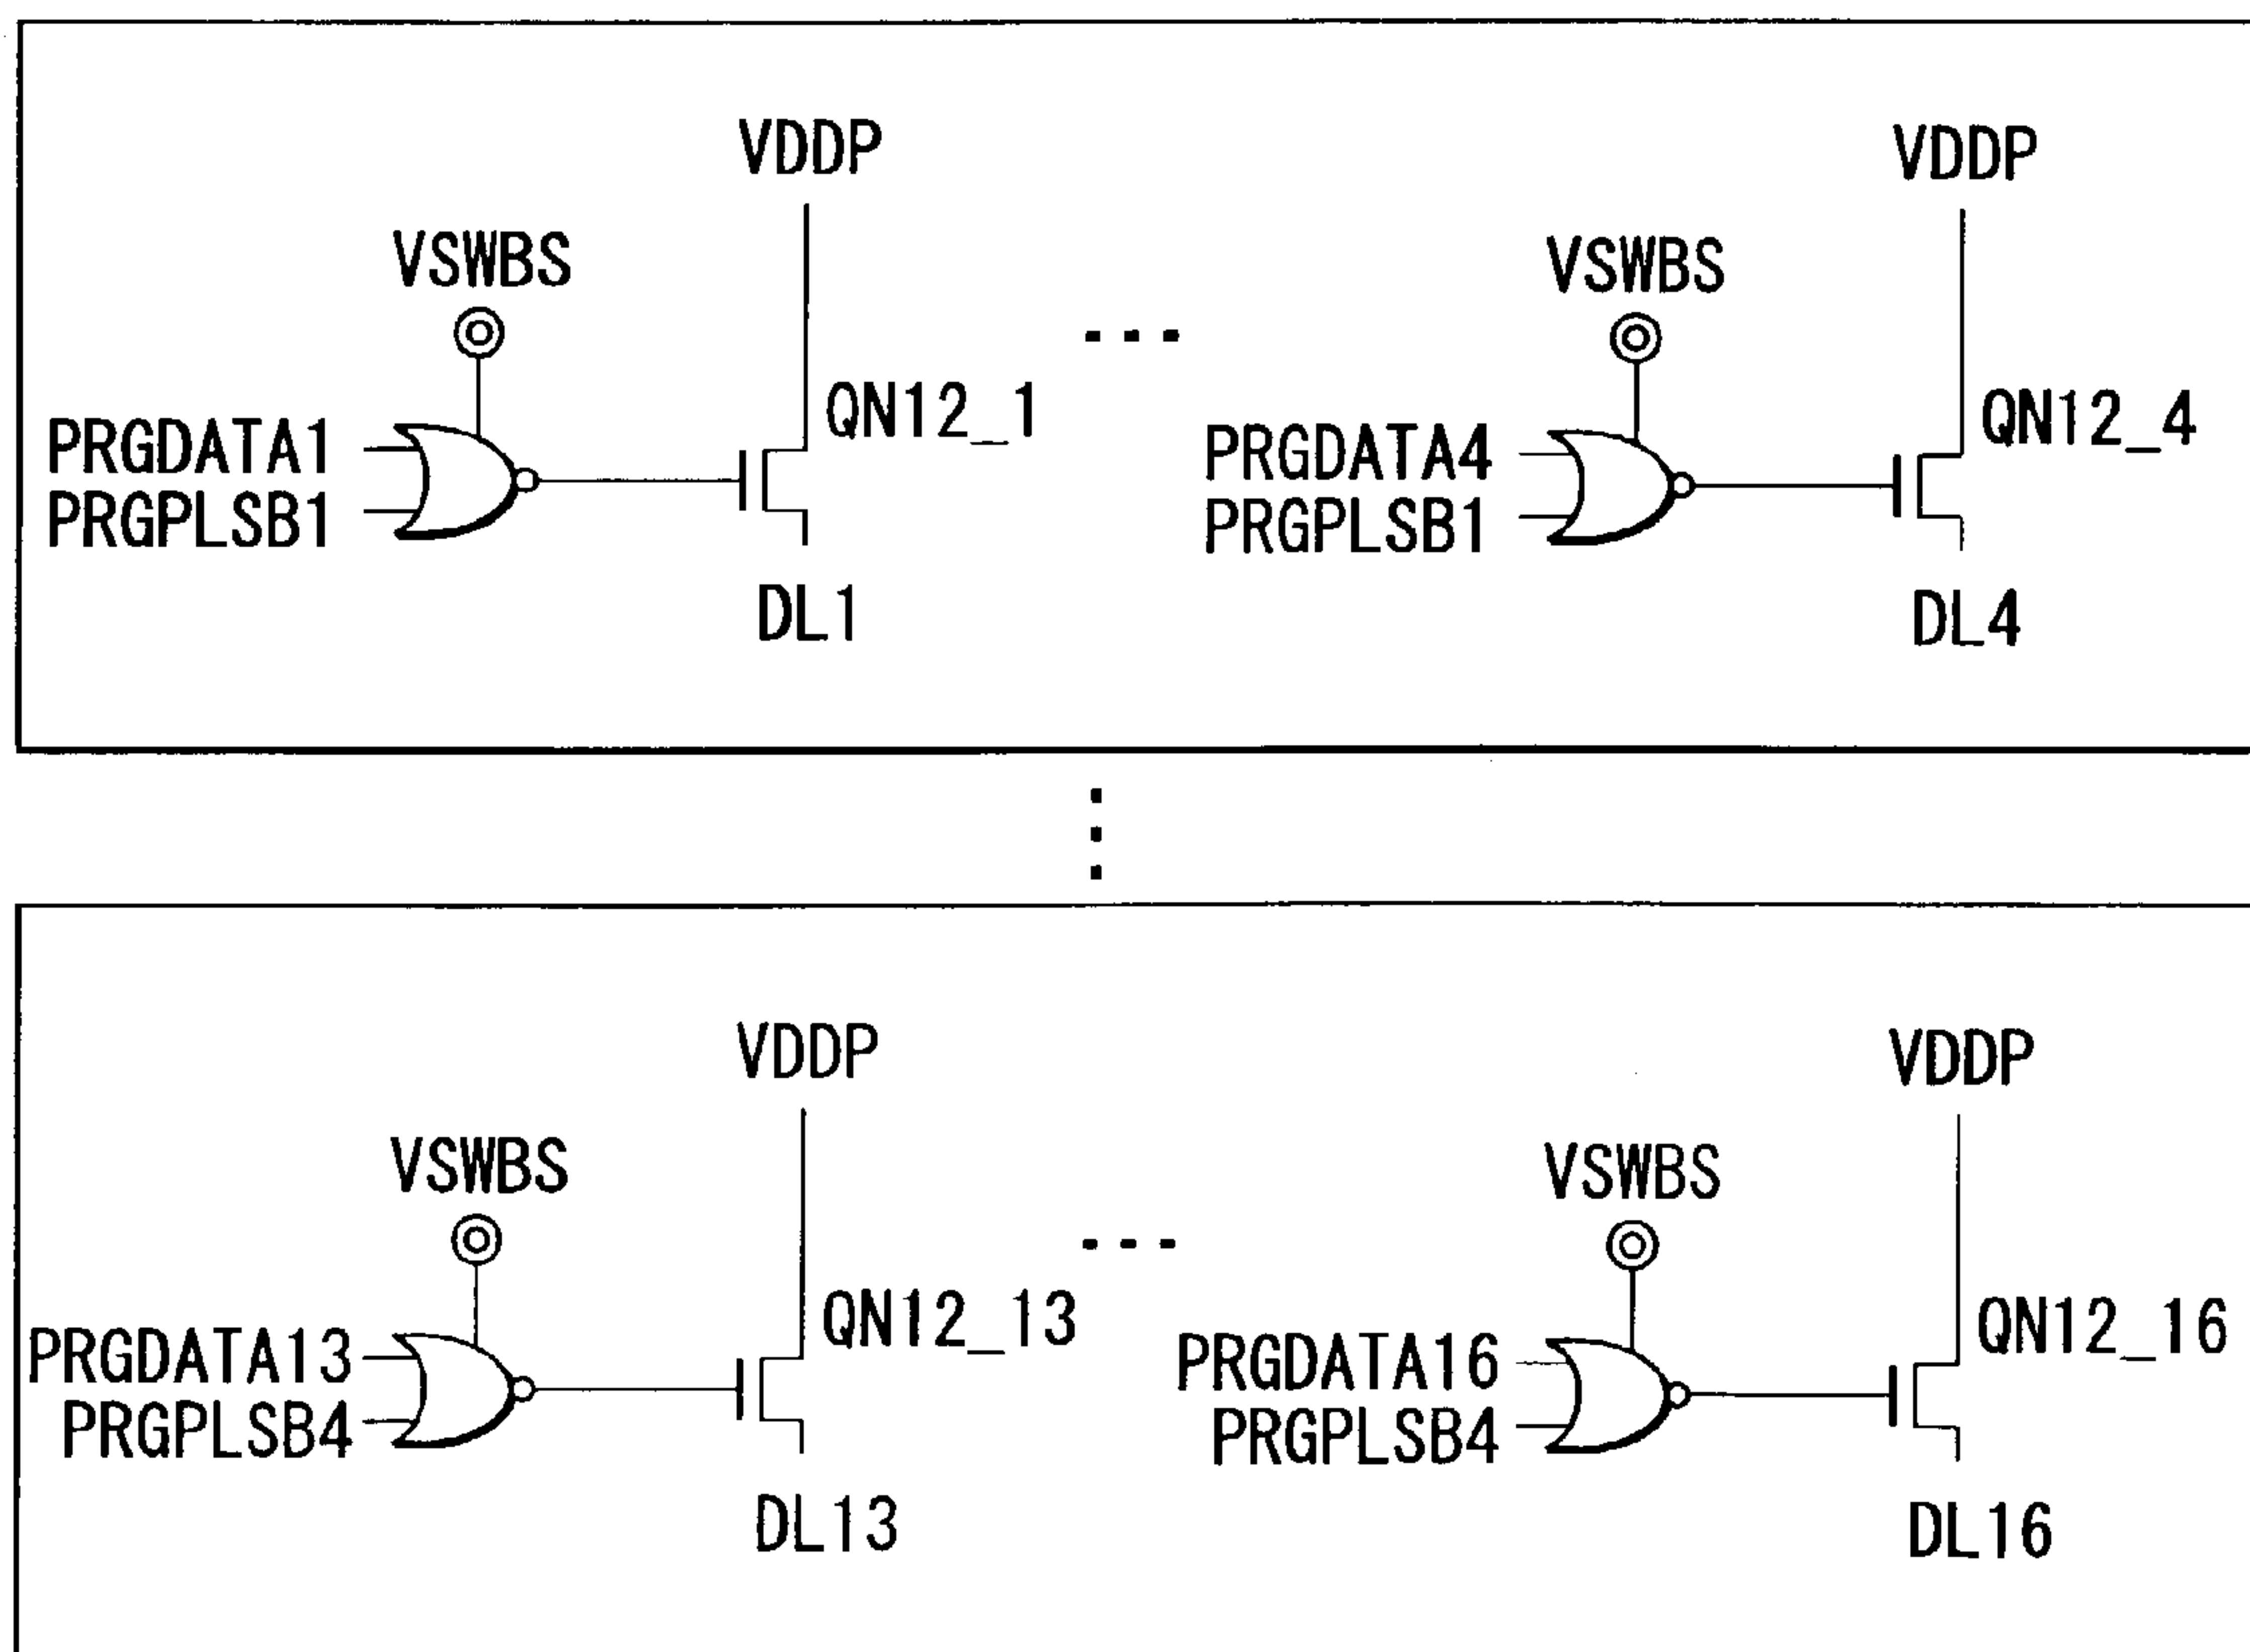 VDDP
VDDP
VSWBS
VSWBS
QN12_1
QN12_4
PRGDATA1
PRGPLSB1
PRGDATA4
PRGPLSB1
DL1
DL4
VDDP
VDDP
VSWBS
VSWBS
QN12_13
QN12_16
PRGDATA13
PRGPLSB4
PRGDATA16
PRGPLSB4
DL13
DL16